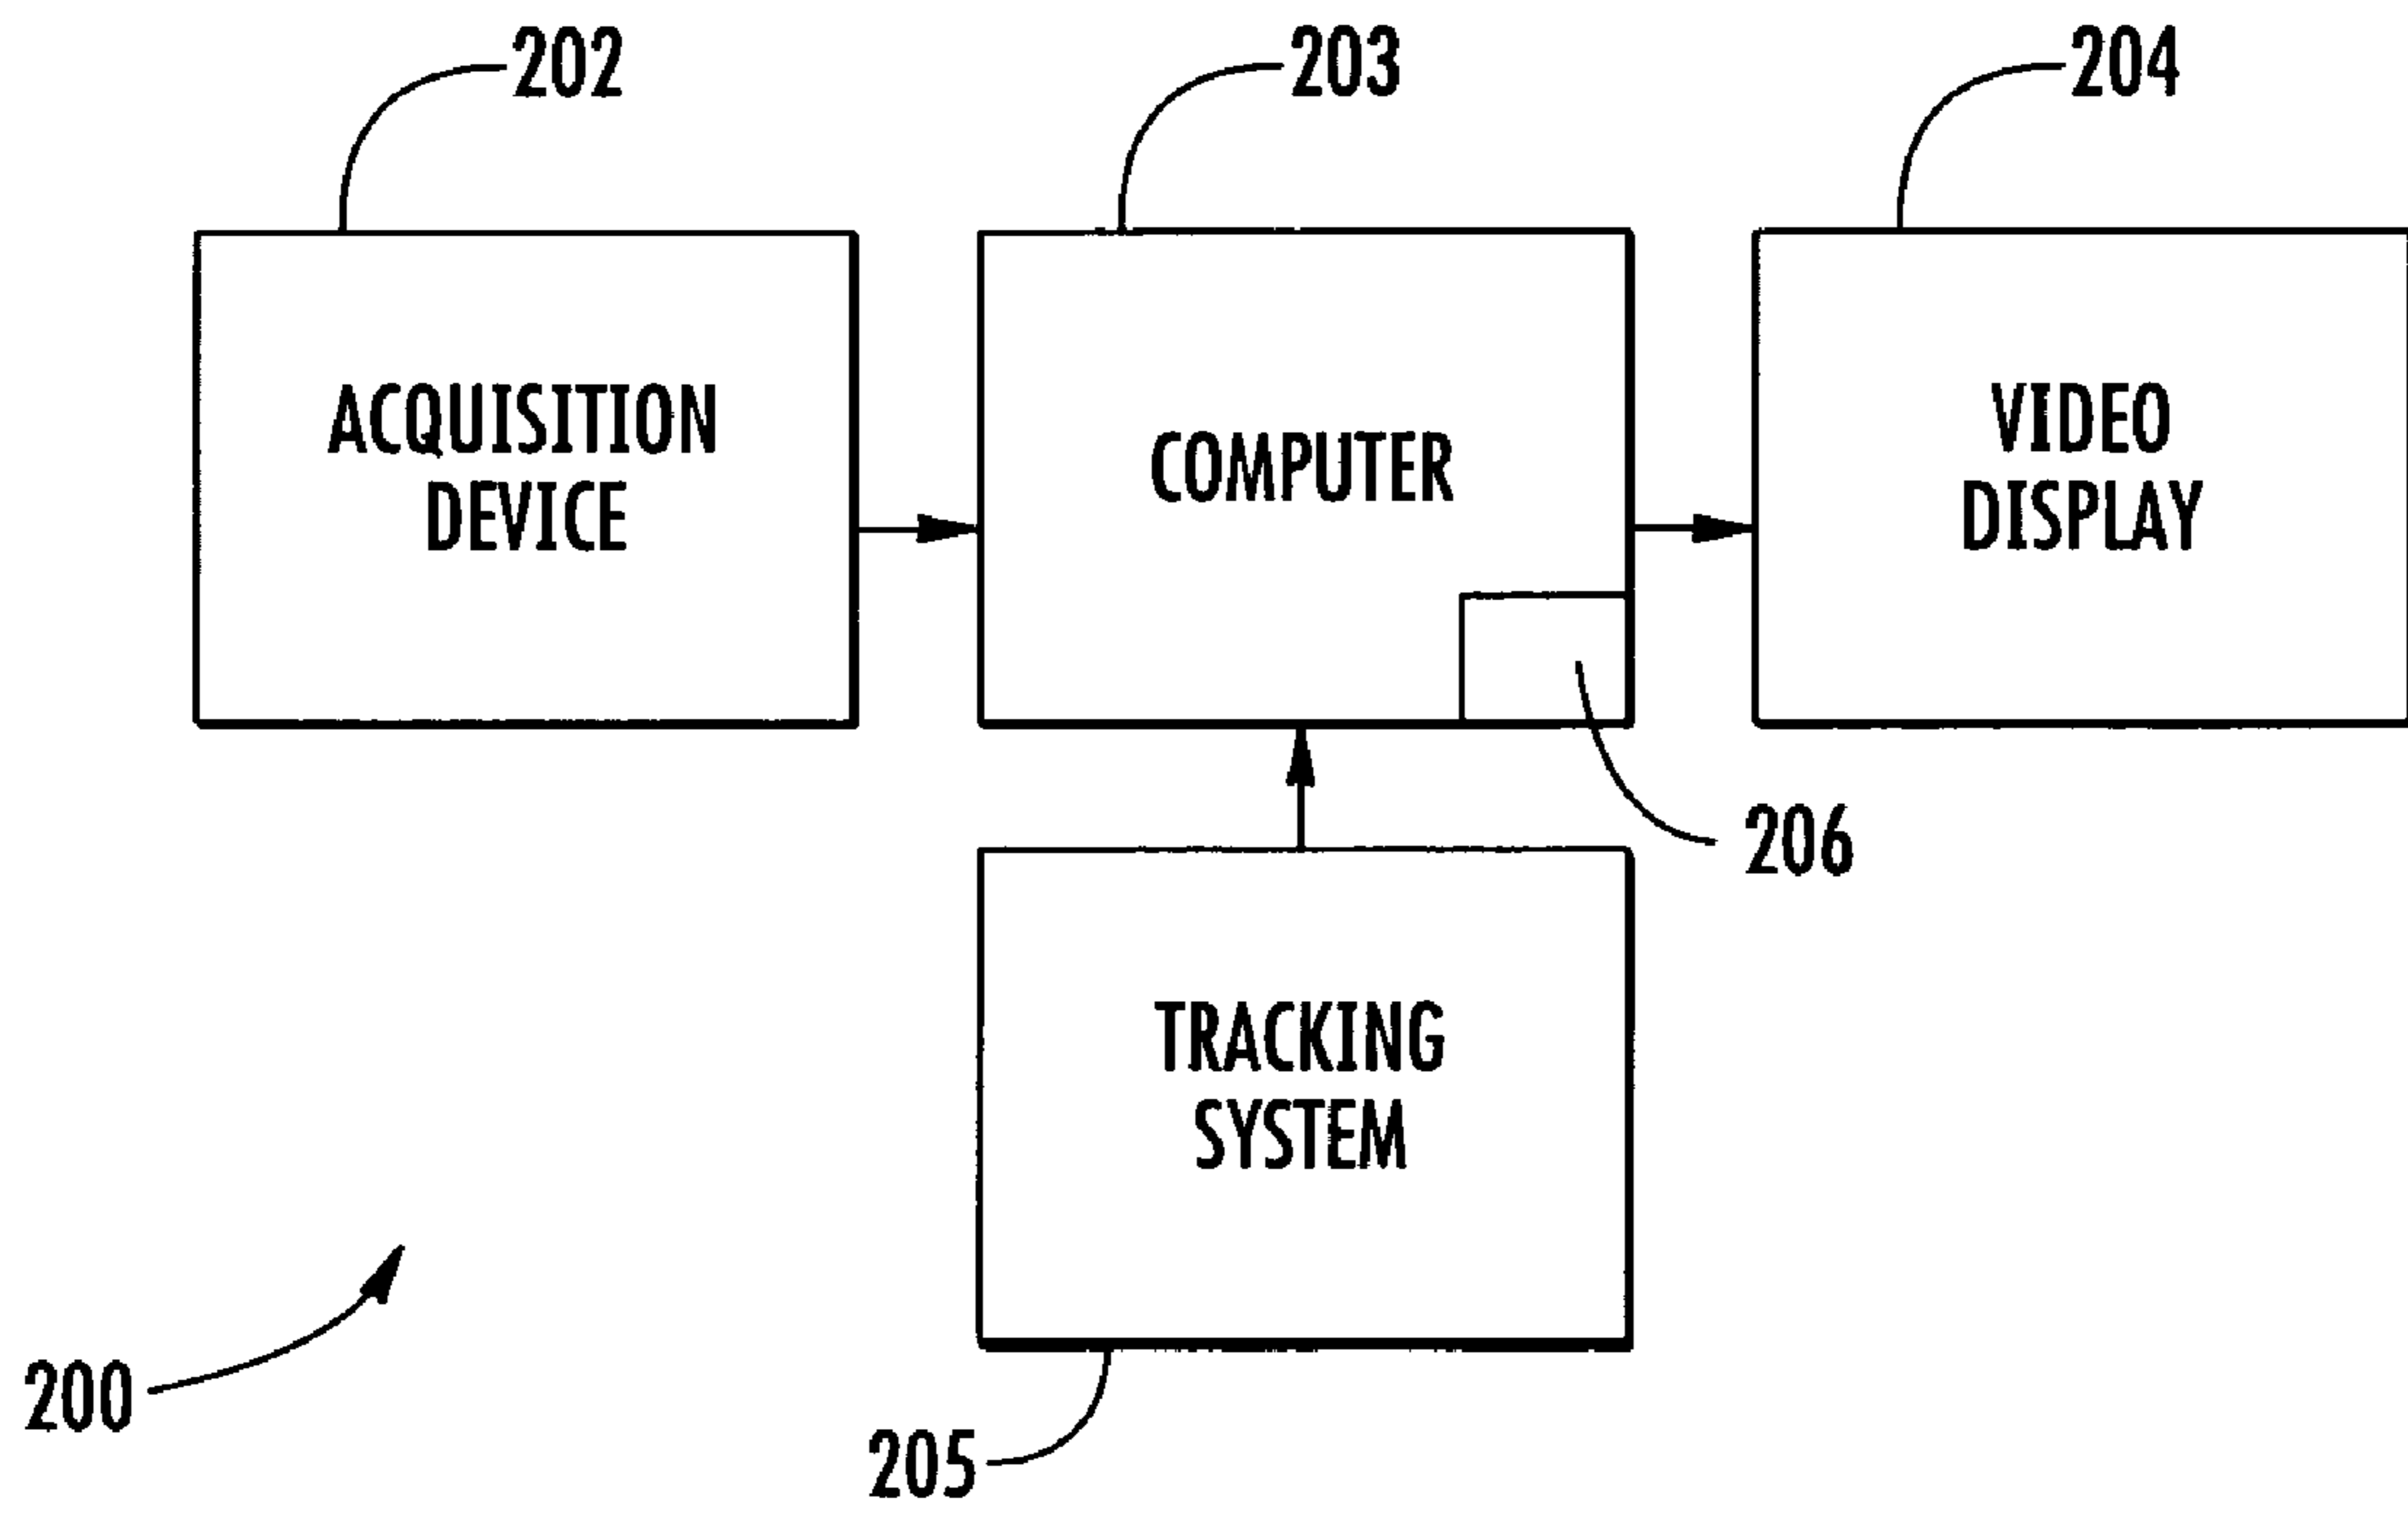 202
203
204
ACQUISITION
DEVICE
COMPUTER
VIDEO
DISPLAY
206
TRACKING
SYSTEM
200
205